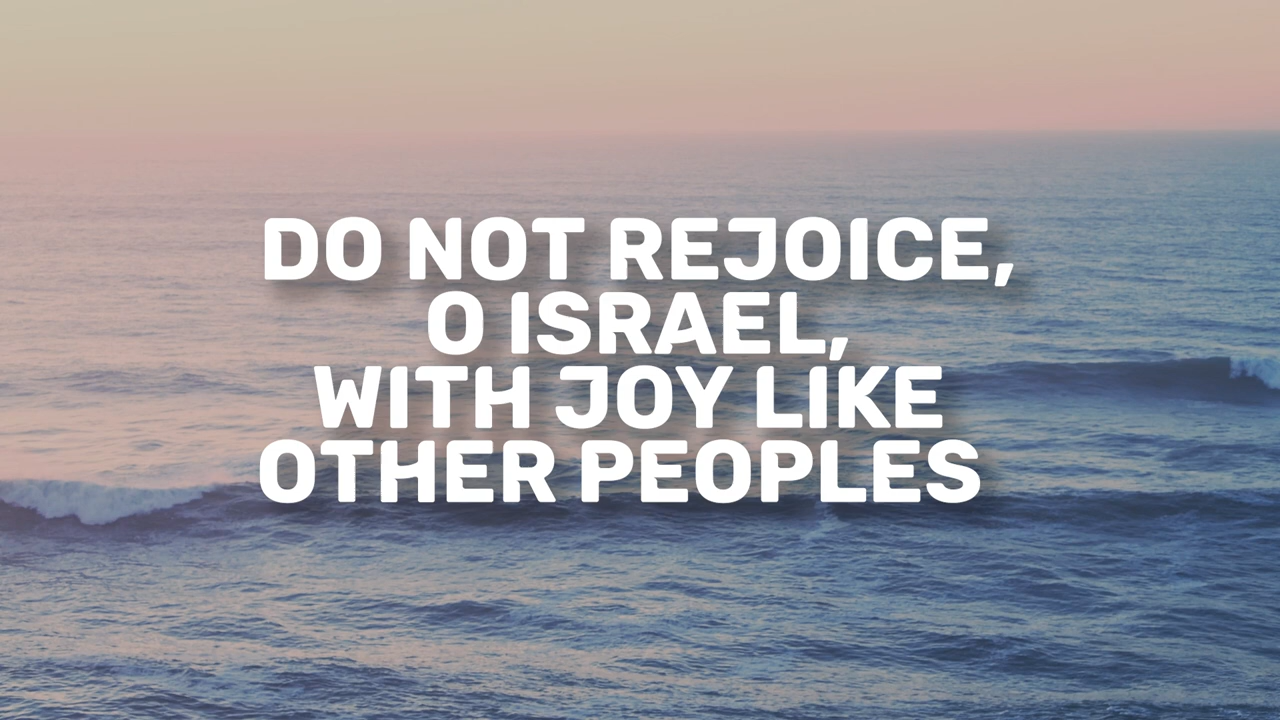 DO NOT REJOICE,
O ISRAEL,
WITH JOY LIKE
OTHER PEOPLES